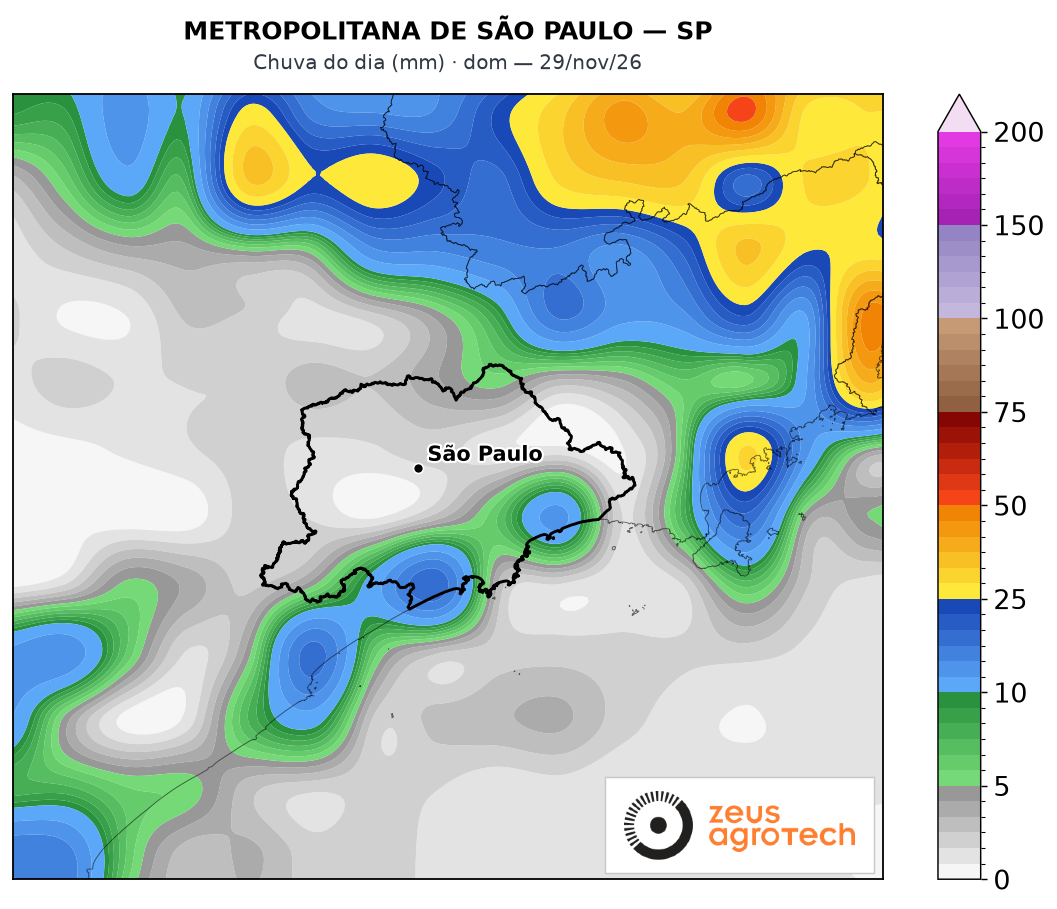 METROPOLITANA DE SÃO PAULO — SP
Chuva do dia (mm) · dom — 29/nov/26
200
150
100
75
50
25
10
5
0
São Paulo
zeus
agroTech